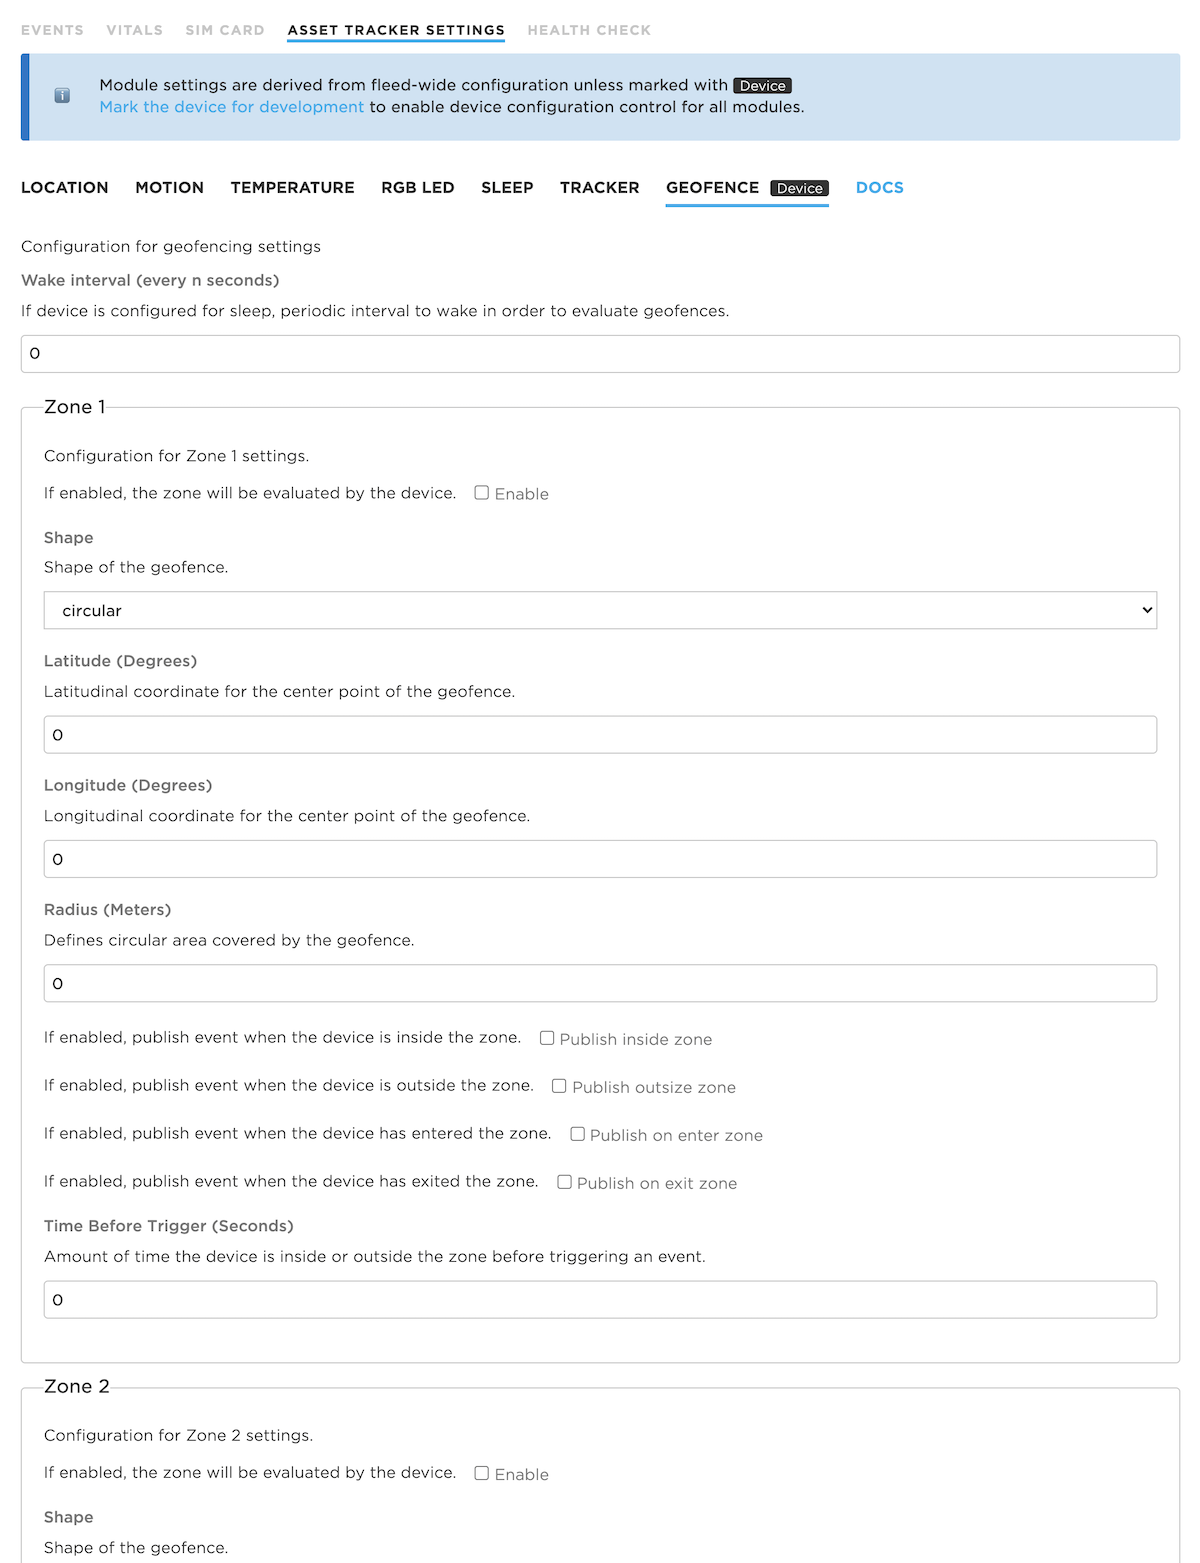 EVENTS VITALS SIM CARD ASSET TRACKER SETTINGS HEALTH CHECK
Module settings are derived from fleed-wide configuration unless marked with Device
Mark the device for development to enable device configuration control for all modules.
LOCATION MOTION TEMPERATURE RGB LED SLEEP TRACKER GEOFENCE Device DOCS
Configuration for geofencing settings
Wake interval (every n seconds)
If device is configured for sleep, periodic interval to wake in order to evaluate geofences.
0
Zone 1
Configuration for Zone 1 settings.
If enabled, the zone will be evaluated by the device. Enable
Shape
Shape of the geofence.
circular
Latitude (Degrees)
Latitudinal coordinate for the center point of the geofence.
0
Longitude (Degrees)
Longitudinal coordinate for the center point of the geofence.
0
Radius (Meters)
Defines circular area covered by the geofence.
0
If enabled, publish event when the device is inside the zone. Publish inside zone
If enabled, publish event when the device is outside the zone. Publish outsize zone
If enabled, publish event when the device has entered the zone. Publish on enter zone
If enabled, publish event when the device has exited the zone. Publish on exit zone
Time Before Trigger (Seconds)
Amount of time the device is inside or outside the zone before triggering an event.
0
Zone 2
Configuration for Zone 2 settings.
If enabled, the zone will be evaluated by the device. Enable
Shape
Shape of the geofence.